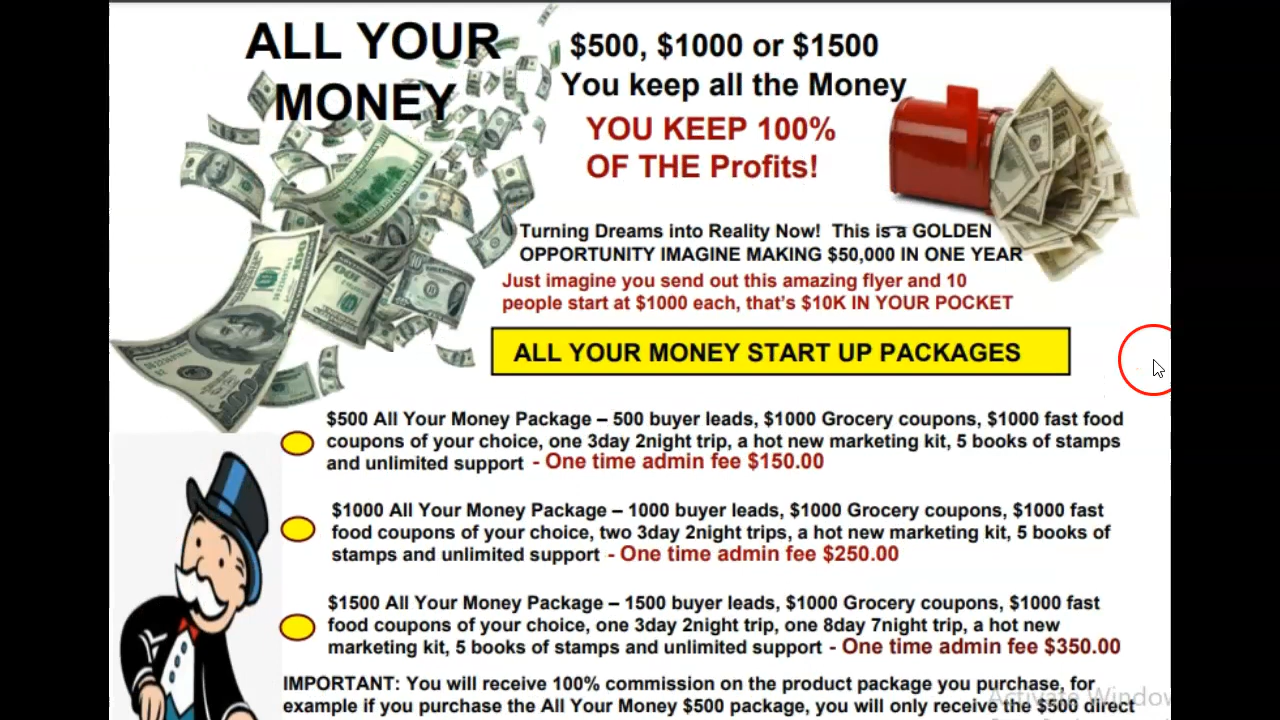 ALL YOUR
MONEY
$500, $1000 or $1500
You keep all the Money
YOU KEEP 100%
OF THE Profits!
Turning Dreams into Reality Now! This is a GOLDEN
OPPORTUNITY IMAGINE MAKING $50,000 IN ONE YEAR
Just imagine you send out this amazing flyer and 10
people start at $1000 each, that's $10K IN YOUR POCKET
ALL YOUR MONEY START UP PACKAGES
$500 All Your Money Package – 500 buyer leads, $1000 Grocery coupons, $1000 fast food
coupons of your choice, one 3day 2night trip, a hot new marketing kit, 5 books of stamps
and unlimited support - One time admin fee $150.00
$1000 All Your Money Package – 1000 buyer leads, $1000 Grocery coupons, $1000 fast
food coupons of your choice, two 3day 2night trips, a hot new marketing kit, 5 books of
stamps and unlimited support - One time admin fee $250.00
$1500 All Your Money Package – 1500 buyer leads, $1000 Grocery coupons, $1000 fast
food coupons of your choice, one 3day 2night trip, one 8day 7night trip, a hot new
marketing kit, 5 books of stamps and unlimited support - One time admin fee $350.00
IMPORTANT: You will receive 100% commission on the product package you purchase, for
example if you purchase the All Your Money $500 package, you will only receive the $500 direct
Activate Window